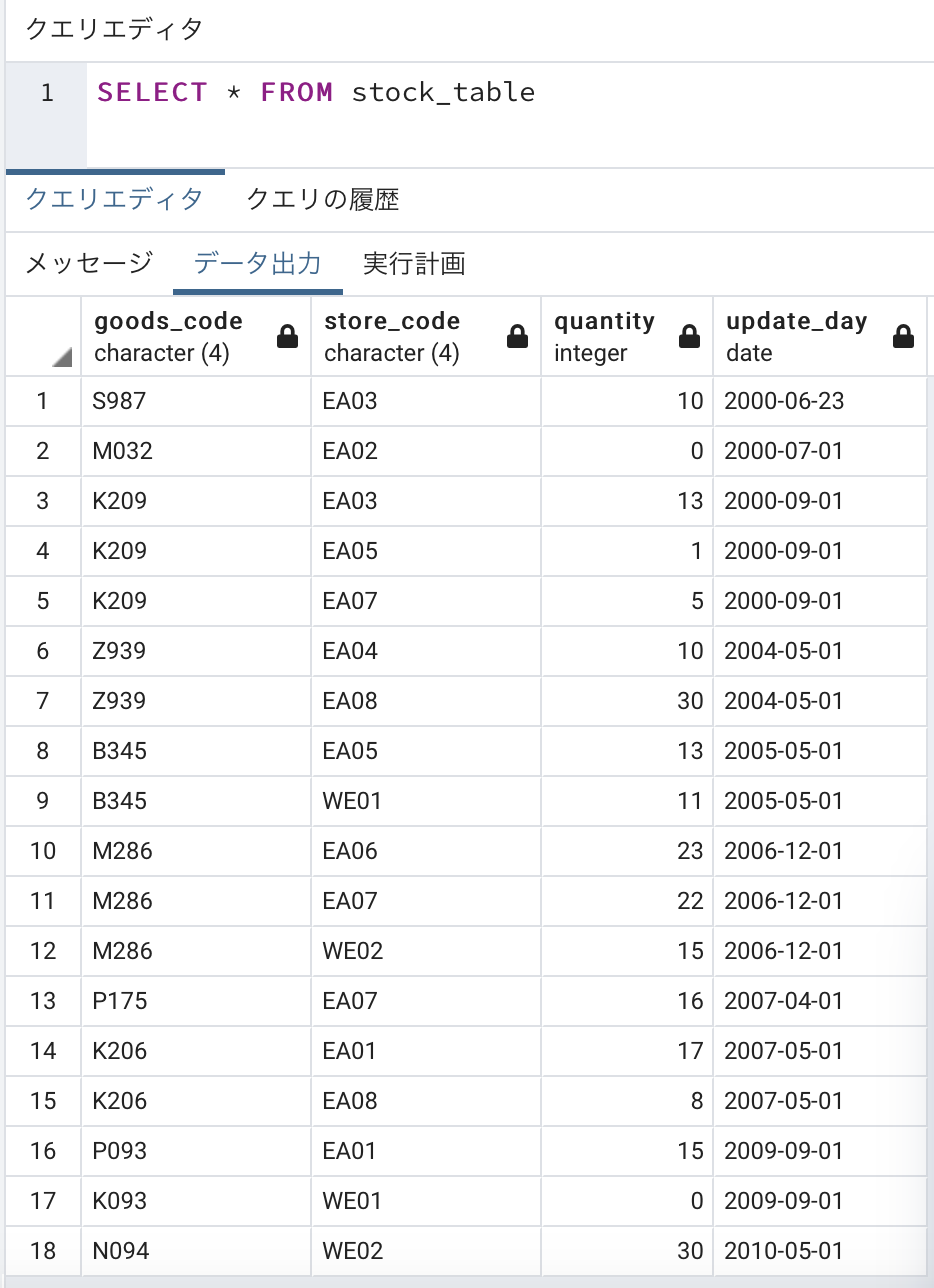 クエリエディタ
1 SELECT * FROM stock_table
クエリエディタ クエリの履歴
メッセージ データ出力 実行計画
goods_code store_code quantity update_day
character (4) character (4) integer date
1 S987 EA03 10 2000-06-23
2 M032 EA02 0 2000-07-01
3 K209 EA03 13 2000-09-01
4 K209 EA05 1 2000-09-01
5 K209 EA07 5 2000-09-01
6 Z939 EA04 10 2004-05-01
7 Z939 EA08 30 2004-05-01
8 B345 EA05 13 2005-05-01
9 B345 WE01 11 2005-05-01
10 M286 EA06 23 2006-12-01
11 M286 EA07 22 2006-12-01
12 M286 WE02 15 2006-12-01
13 P175 EA07 16 2007-04-01
14 K206 EA01 17 2007-05-01
15 K206 EA08 8 2007-05-01
16 P093 EA01 15 2009-09-01
17 K093 WE01 0 2009-09-01
18 N094 WE02 30 2010-05-01